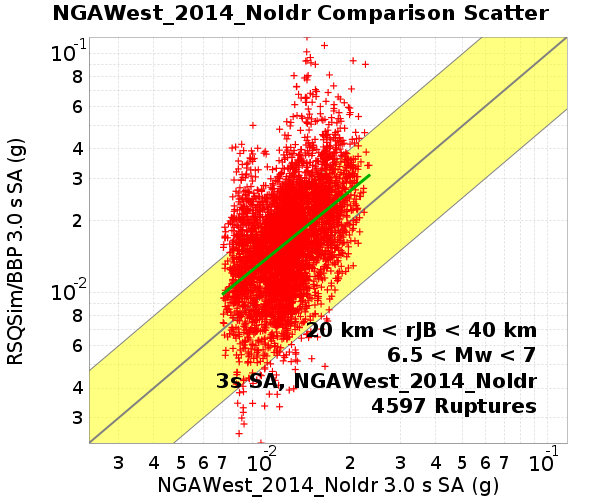 NGAWest_2014_NoIdr Comparison Scatter
RSQSim/BBP 3.0 s SA (g)
10-1
8
6
4
3
2
10-2
8
6
4
3
20 km < rJB < 40 km
6.5 < Mw < 7
3s SA, NGAWest_2014_NoIdr
4597 Ruptures
3 4 5 6 7 10-2 2 3 4 5 6 7 10-1
NGAWest_2014_NoIdr 3.0 s SA (g)